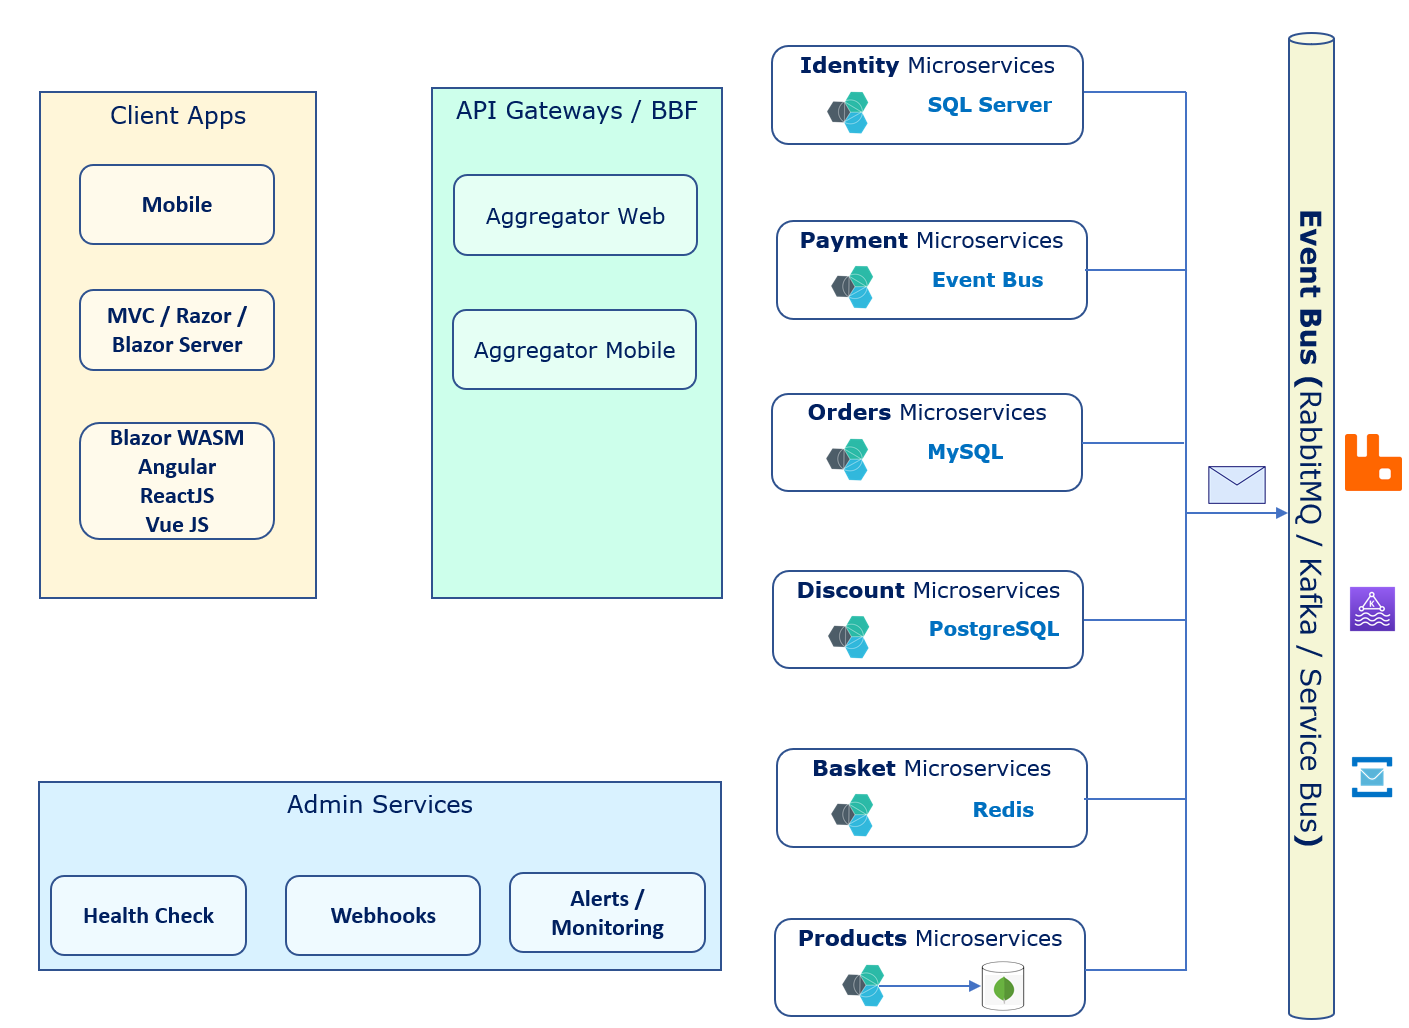 Client Apps
Mobile
MVC / Razor /
Blazor Server
Blazor WASM
Angular
ReactJS
Vue JS
API Gateways / BBF
Aggregator Web
Aggregator Mobile
Admin Services
Health Check
Webhooks
Alerts /
Monitoring
Identity Microservices
SQL Server
Payment Microservices
Event Bus
Orders Microservices
MySQL
Discount Microservices
PostgreSQL
Basket Microservices
Redis
Products Microservices
Event Bus (RabbitMQ / Kafka / Service Bus)
K